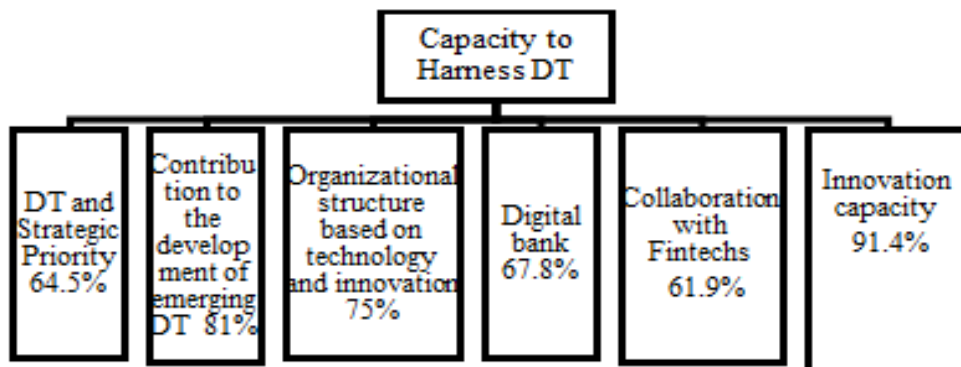 Capacity to
Harness DT
DT and
Strategic
Priority
64.5%
Contribu
tion to
the
develop
ment of
emerging
DT 81%
Organizational
structure
based on
technology
and innovation
75%
Digital
bank
67.8%
Collaboration
with
Fintechs
61.9%
Innovation
capacity
91.4%